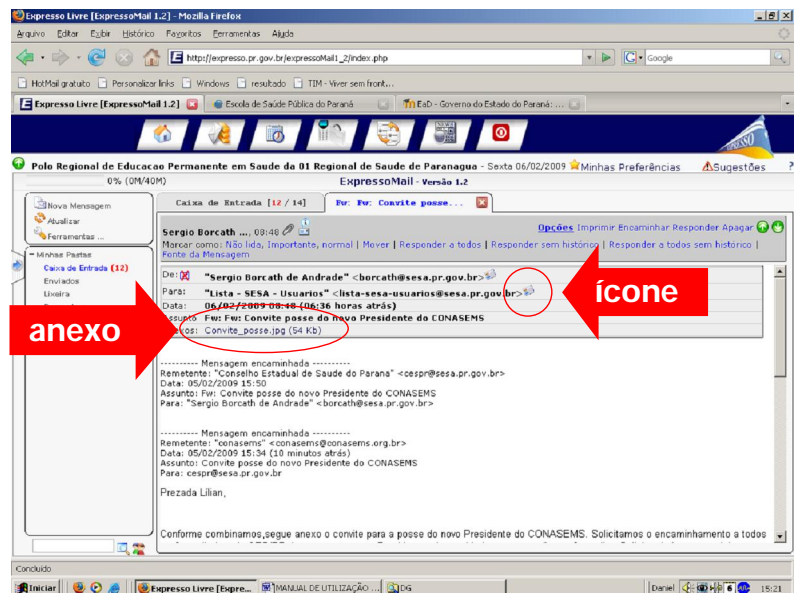 Expresso Livre [ExpressoMail 1.2] - Mozilla Firefox
Arquivo Editar Exibir Histórico Favoritos Ferramentas Ajuda
http://expresso.pr.gov.br/expressoMail1_2/index.php
Google
HotMail gratuito Personalizar links Windows resultado TIM - Viver sem front...
Expresso Livre [ExpressoMail 1.2] Escola de Saúde Pública do Paraná EaD - Governo do Estado do Paraná: ...
EXPRESSO
Polo Regional de Educacao Permanente em Saude da 01 Regional de Saude de Paranagua - Sexta 06/02/2009 Minhas Preferências Sugestões ?
0% (0M/40M) ExpressoMail - Versão 1.2
Nova Mensagem
Atualizar
Ferramentas ...
Minhas Pastas
Caixa de Entrada (12)
Enviados
Lixeira
Caixa de Entrada [12 / 14] Fw: Fw: Convite posse...
Sergio Borcath ..., 08:48 Opções Imprimir Encaminhar Responder Apagar
Marcar como: Não lida, Importante, normal | Mover | Responder a todos | Responder sem histórico | Responder a todos sem histórico |
Fonte da Mensagem
De: "Sergio Borcath de Andrade" <borcath@sesa.pr.gov.br>
Para: "Lista - SESA - Usuarios" <lista-sesa-usuarios@sesa.pr.gov.br>
Data: 06/02/2009 08:48 (06:36 horas atrás)
Assunto Fw: Fw: Convite posse do novo Presidente do CONASEMS
Convite_posse.jpg (54 Kb)
anexo
ícone
---------- Mensagem encaminhada ----------
Remetente: "Conselho Estadual de Saude do Parana" <cespr@sesa.pr.gov.br>
Data: 05/02/2009 15:50
Assunto: Fw: Convite posse do novo Presidente do CONASEMS
Para: "Sergio Borcath de Andrade" <borcath@sesa.pr.gov.br>
---------- Mensagem encaminhada ----------
Remetente: "conasems" <conasems@conasems.org.br>
Data: 05/02/2009 15:34 (10 minutos atrás)
Assunto: Convite posse do novo Presidente do CONASEMS
Para: cespr@sesa.pr.gov.br
Prezada Lílian,
Conforme combinamos,segue anexo o convite para a posse do novo Presidente do CONASEMS. Solicitamos o encaminhamento a todos
Concluído
Iniciar Expresso Livre [Expre... MANUAL DE UTILIZAÇÃO ... DG Daniel 15:21